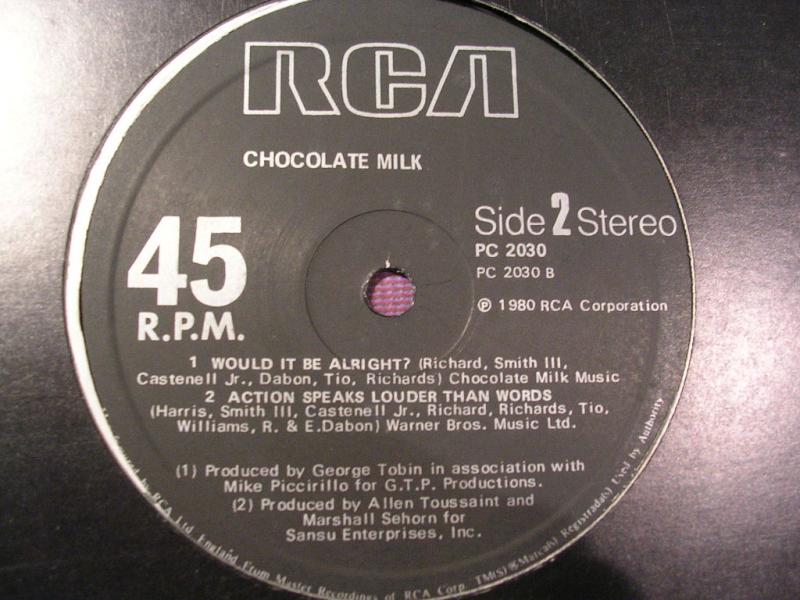 RCA
CHOCOLATE MILK
45
R.P.M.
Side 2 Stereo
PC 2030
PC 2030 B
℗ 1980 RCA Corporation
1 WOULD IT BE ALRIGHT? (Richard, Smith III,
Castenell Jr., Dabon, Tio, Richards) Chocolate Milk Music
2 ACTION SPEAKS LOUDER THAN WORDS
(Harris, Smith III, Castenell Jr., Richard, Richards, Tio,
Williams, R. & E.Dabon) Warner Bros. Music Ltd.
(1) Produced by George Tobin in association with
Mike Piccirillo for G.T.P. Productions.
(2) Produced by Allen Toussaint and
Marshall Sehorn for
Sansu Enterprises, Inc.
by RCA Ltd. England From Master Recordings of RCA Corp. TM(S)®Marca(s) Registrada(s) Used by Authority